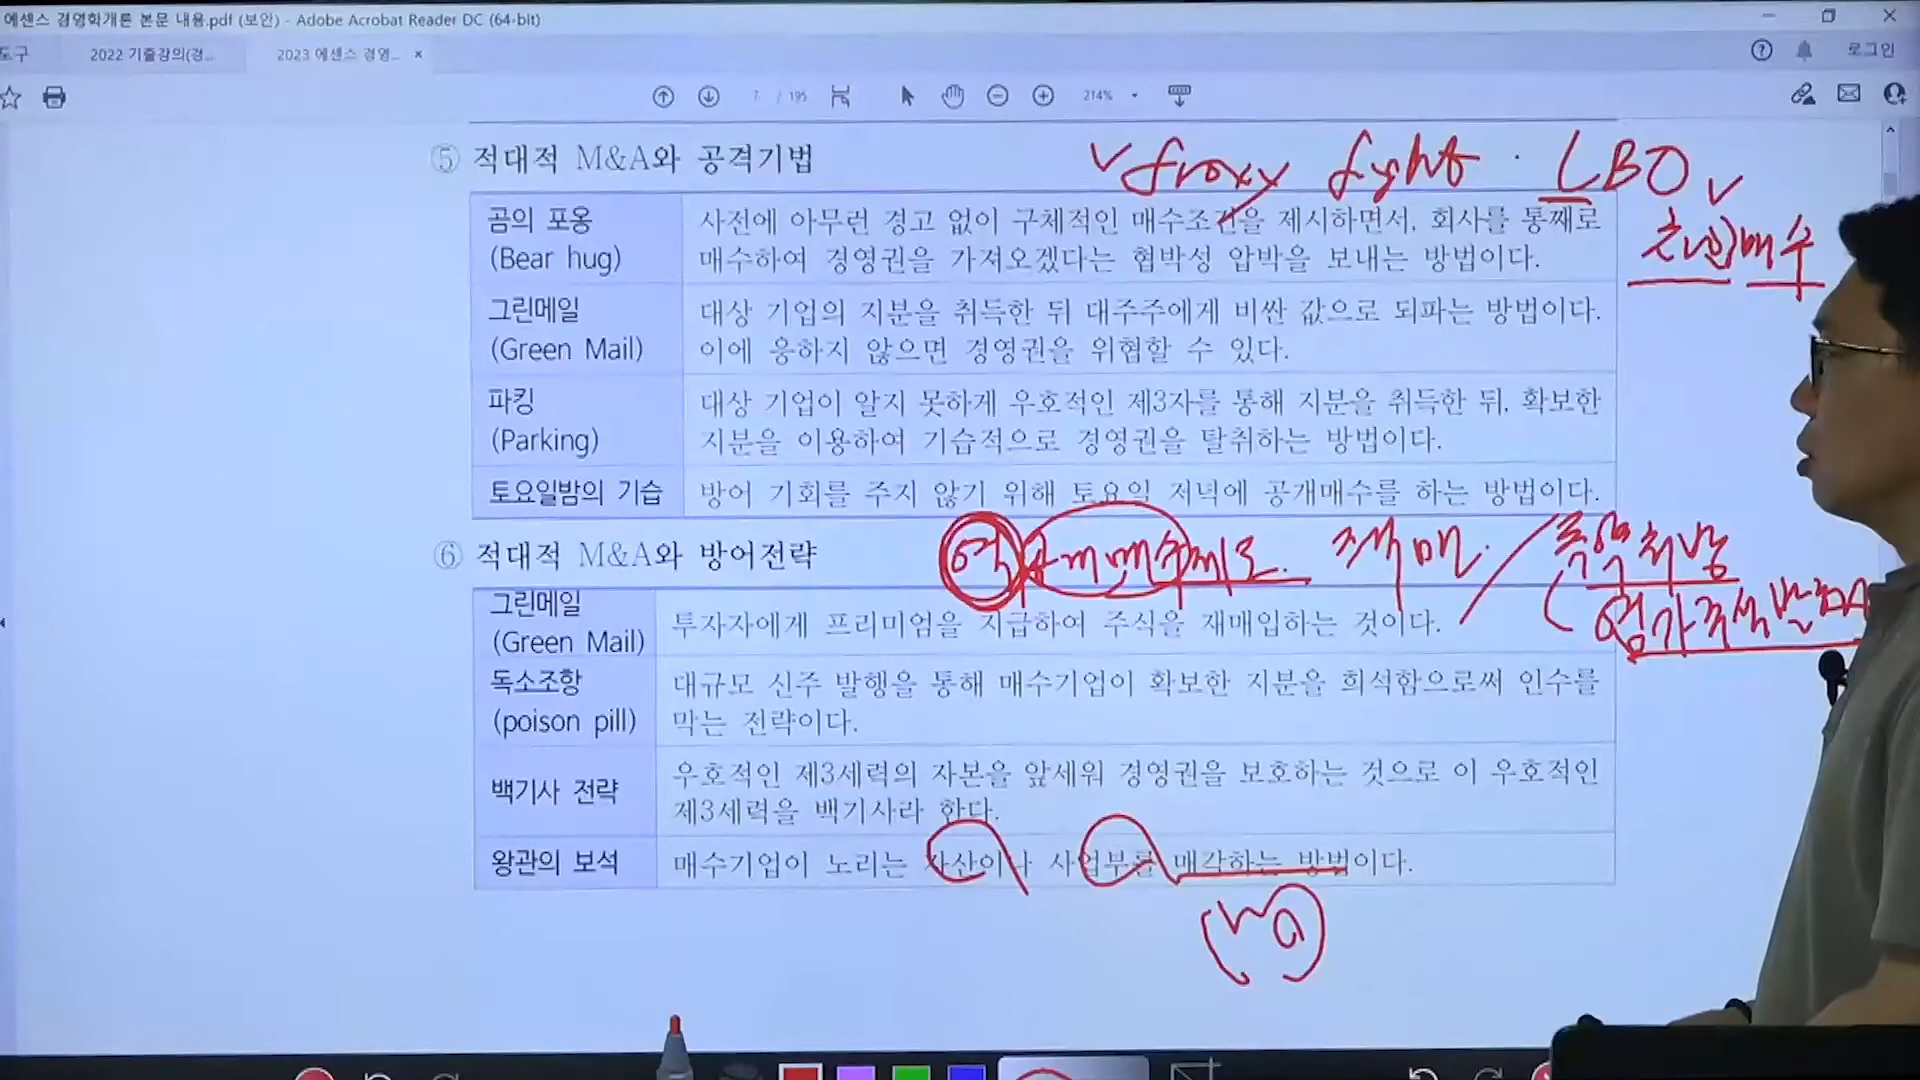 에센스 경영학개론 본문 내용.pdf (보안) - Adobe Acrobat Reader DC (64-bit)
도구 2022 기출강의(경... 2023 에센스 경영... × 로그인
7 / 195 214%
⑤ 적대적 M&A와 공격기법
proxy fight · LBO
곰의 포옹
(Bear hug)
사전에 아무런 경고 없이 구체적인 매수조건을 제시하면서, 회사를 통째로
매수하여 경영권을 가져오겠다는 협박성 압박을 보내는 방법이다.
차입매수
그린메일
(Green Mail)
대상 기업의 지분을 취득한 뒤 대주주에게 비싼 값으로 되파는 방법이다.
이에 응하지 않으면 경영권을 위협할 수 있다.
파킹
(Parking)
대상 기업이 알지 못하게 우호적인 제3자를 통해 지분을 취득한 뒤, 확보한
지분을 이용하여 기습적으로 경영권을 탈취하는 방법이다.
토요일밤의 기습
방어 기회를 주지 않기 위해 토요일 저녁에 공개매수를 하는 방법이다.
⑥ 적대적 M&A와 방어전략
역 공개매수제도.
그린메일
(Green Mail)
투자자에게 프리미엄을 지급하여 주식을 재매입하는 것이다.
독소조항
(poison pill)
대규모 신주 발행을 통해 매수기업이 확보한 지분을 희석함으로써 인수를
막는 전략이다.
백기사 전략
우호적인 제3세력의 자본을 앞세워 경영권을 보호하는 것으로 이 우호적인
제3세력을 백기사라 한다.
왕관의 보석
매수기업이 노리는 자산이나 사업부를 매각하는 방법이다.